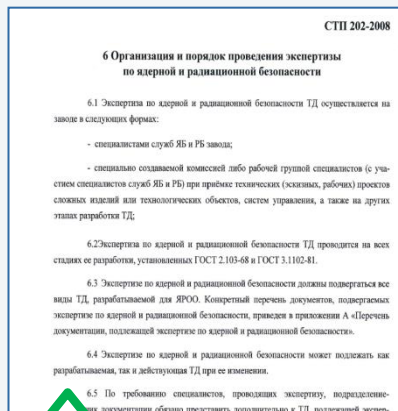 СТП 202-2008
6 Организация и порядок проведения экспертизы
по ядерной и радиационной безопасности
6.1 Экспертиза по ядерной и радиационной безопасности ТД осуществляется на
заводе в следующих формах:
- специалистами служб ЯБ и РБ завода;
- специально создаваемой комиссией либо рабочей группой специалистов (с уча-
стием специалистов служб ЯБ и РБ) при приёмке технических (эскизных, рабочих) проектов
сложных изделий или технологических объектов, систем управления, а также на других
этапах разработки ТД;
6.2Экспертиза по ядерной и радиационной безопасности ТД проводится на всех
стадиях ее разработки, установленных ГОСТ 2.103-68 и ГОСТ 3.1102-81.
6.3 Экспертизе по ядерной и радиационной безопасности должны подвергаться все
виды ТД, разрабатываемой для ЯРОО. Конкретный перечень документов, подвергаемых
экспертизе по ядерной и радиационной безопасности, приведен в приложении А «Перечень
документации, подлежащей экспертизе по ядерной и радиационной безопасности».
6.4 Экспертизе по ядерной и радиационной безопасности может подлежать как
разрабатываемая, так и действующая ТД при ее изменении.
6.5 По требованию специалистов, проводящих экспертизу, подразделение-
документации обязано представить дополнительно к ТД, подлежащей экспер-